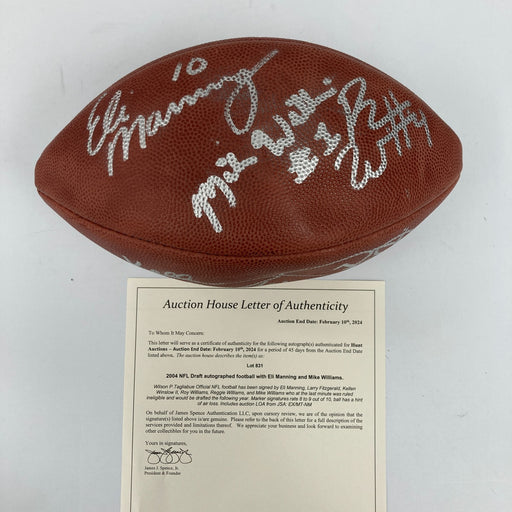 10
Eli Manning
Mike Williams
#1
Auction House Letter of Authenticity
Auction End Date: February 10th, 2024
To Whom It May Concern:
This letter will serve as a certificate of authenticity for the following autograph(s) authenticated for Hunt
Auctions – Auction End Date: February 10th, 2024 for a period of 45 days from the Auction End Date
listed above. The auction house describes the item(s) as:
Lot 831
2004 NFL Draft autographed football with Eli Manning and Mike Williams.
Wilson P.Tagliabue Official NFL football has been signed by Eli Manning, Larry Fitzgerald, Kellen
Winslow II, Roy Williams, Reggie Williams, and Mike Williams who at the last minute was ruled
ineligible and would be drafted the following year. Marker signatures rate 8 to 9 out of 10, ball has a hint
of air loss. Includes auction LOA from JSA: EX/MT-NM
On behalf of James Spence Authentication LLC, upon cursory review, we are of the opinion that the
signature(s) listed above is/are genuine. Please refer to the back of this letter for a full description of the
services provided and limitations thereof. We appreciate your business and look forward to examining
other collectibles for you in the future.
Yours in signatures,
James J. Spence, Jr.
President & Founder